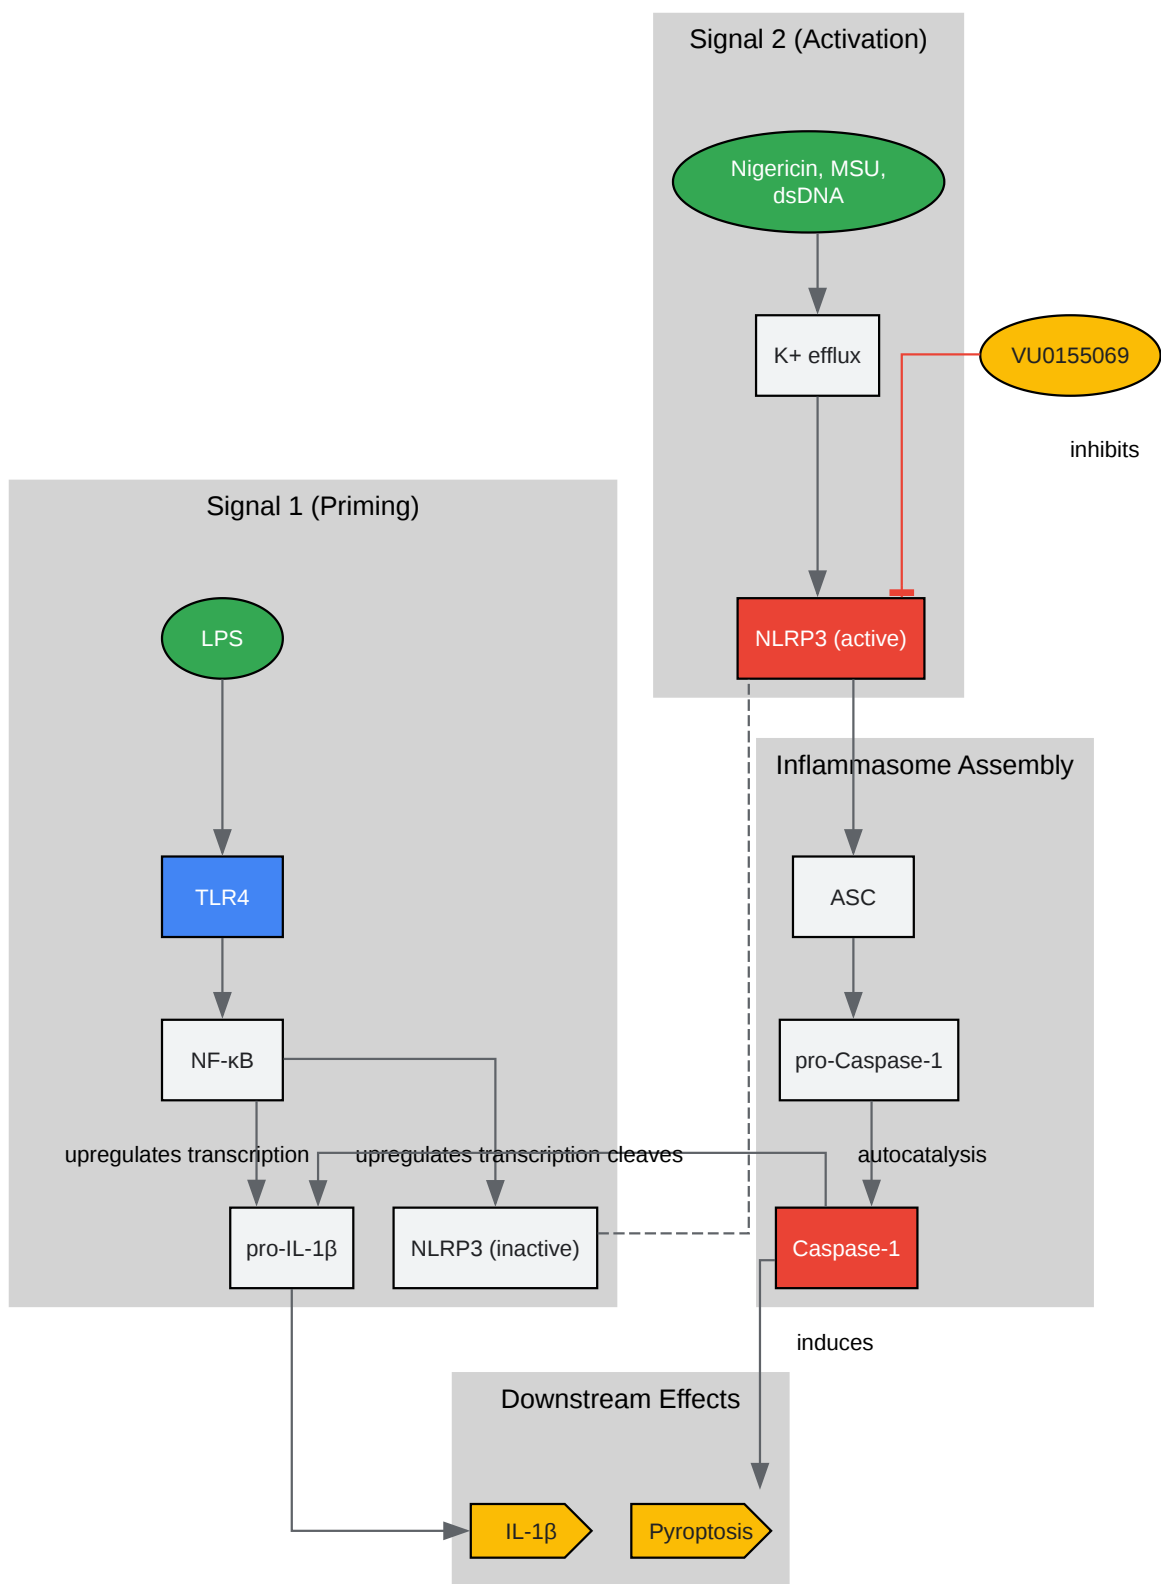 Signal 2 (Activation)
Nigericin, MSU,
dsDNA
K+ efflux
VU0155069
inhibits
Signal 1 (Priming)
LPS
NLRP3 (active)
Inflammasome Assembly
TLR4
ASC
NF-κB
pro-Caspase-1
upregulates transcription
upregulates transcription
cleaves
autocatalysis
pro-IL-1β
NLRP3 (inactive)
Caspase-1
induces
Downstream Effects
IL-1β
Pyroptosis